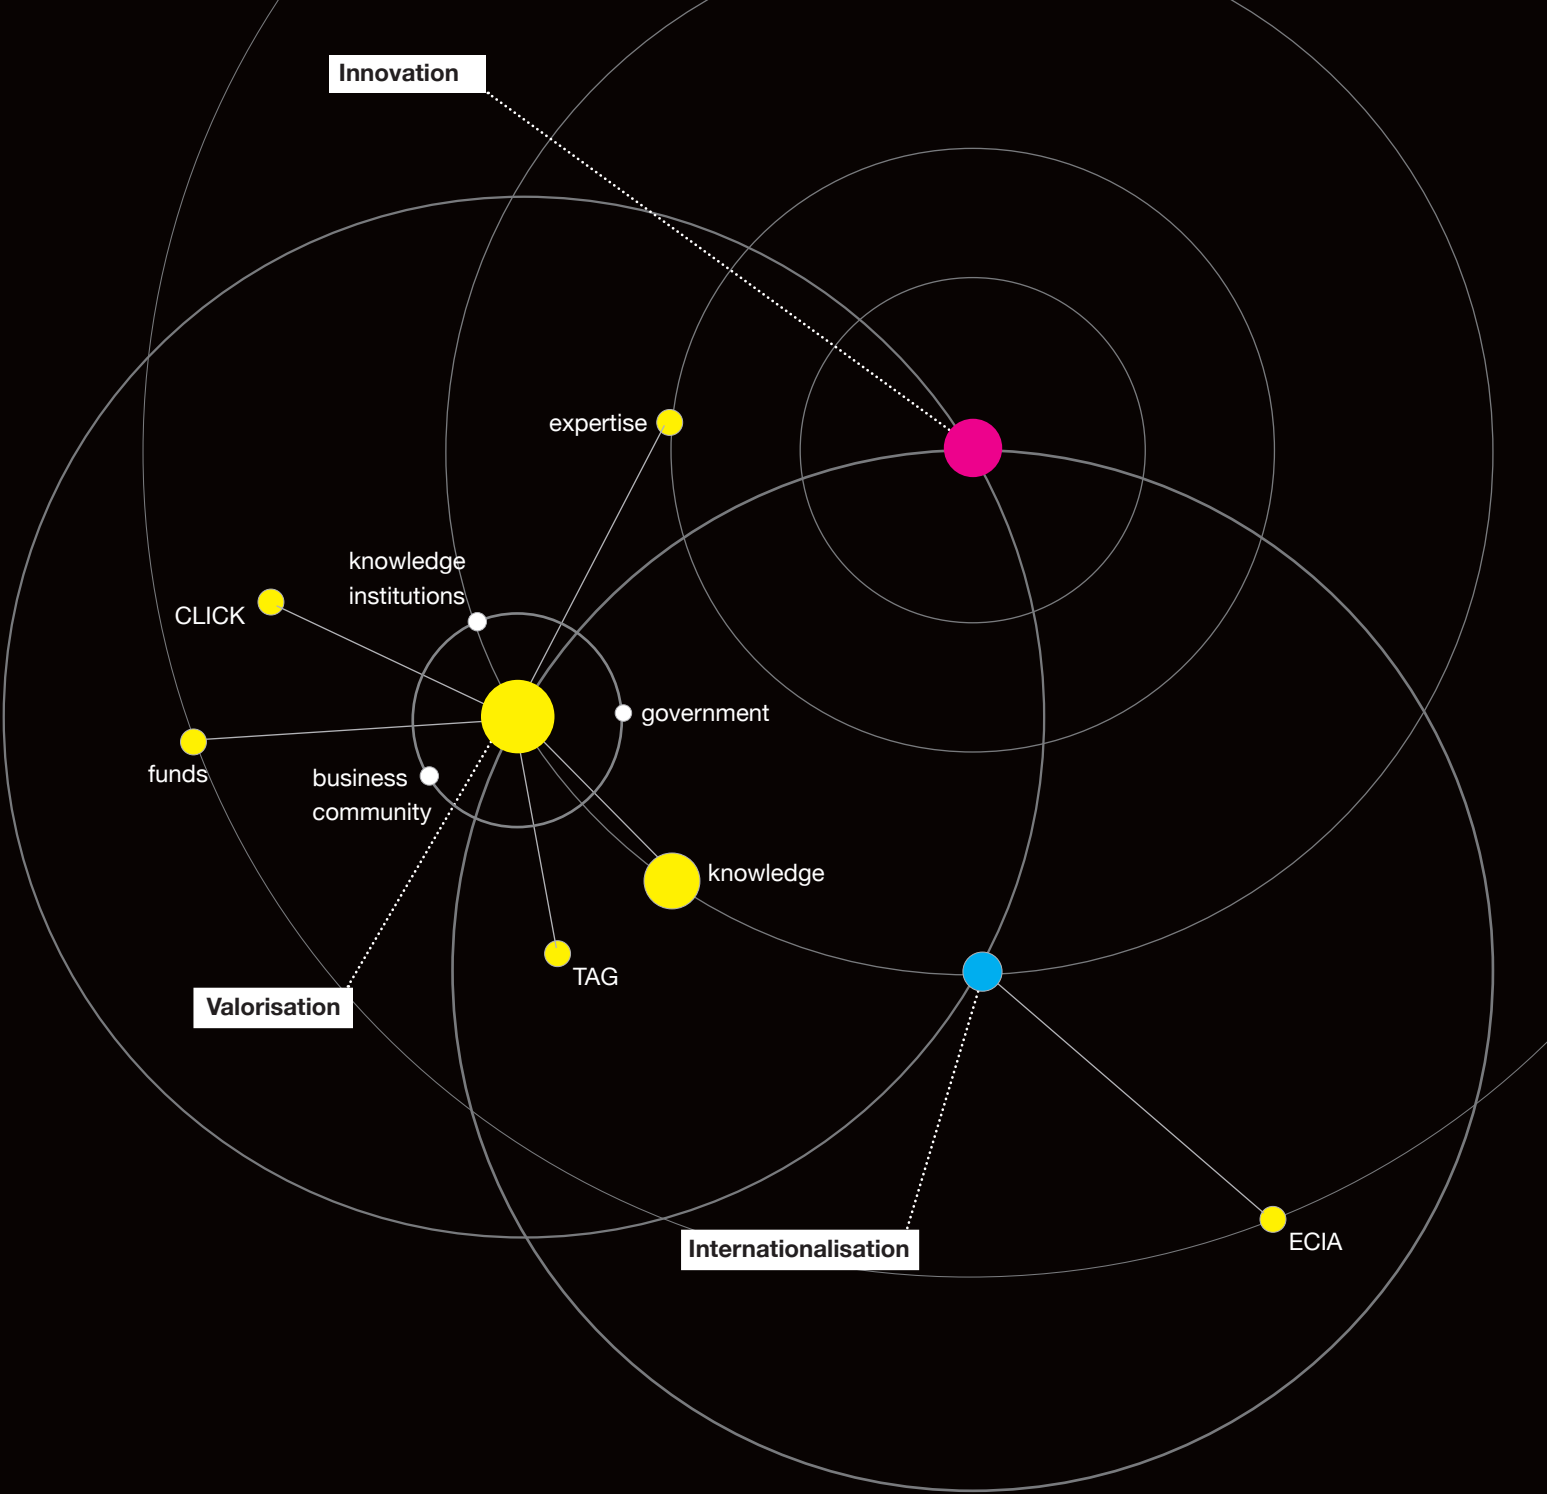 Innovation
expertise
knowledge
institutions
CLICK
government
funds
business
community
knowledge
TAG
Valorisation
Internationalisation
ECIA